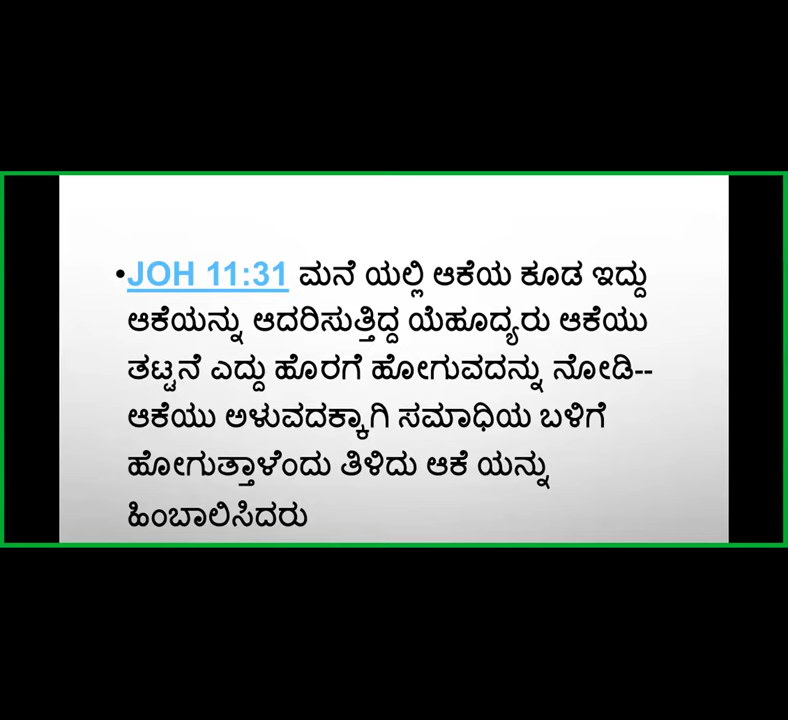 •JOH 11:31 ಮನೆ ಯಲ್ಲಿ ಆಕೆಯ ಕೂಡ ಇದ್ದು
ಆಕೆಯನ್ನು ಆದರಿಸುತ್ತಿದ್ದ ಯೆಹೂದ್ಯರು ಆಕೆಯು
ತಟ್ಟನೆ ಎದ್ದು ಹೊರಗೆ ಹೋಗುವದನ್ನು ನೋಡಿ--
ಆಕೆಯು ಅಳುವದಕ್ಕಾಗಿ ಸಮಾಧಿಯ ಬಳಿಗೆ
ಹೋಗುತ್ತಾಳೆಂದು ತಿಳಿದು ಆಕೆ ಯನ್ನು
ಹಿಂಬಾಲಿಸಿದರು